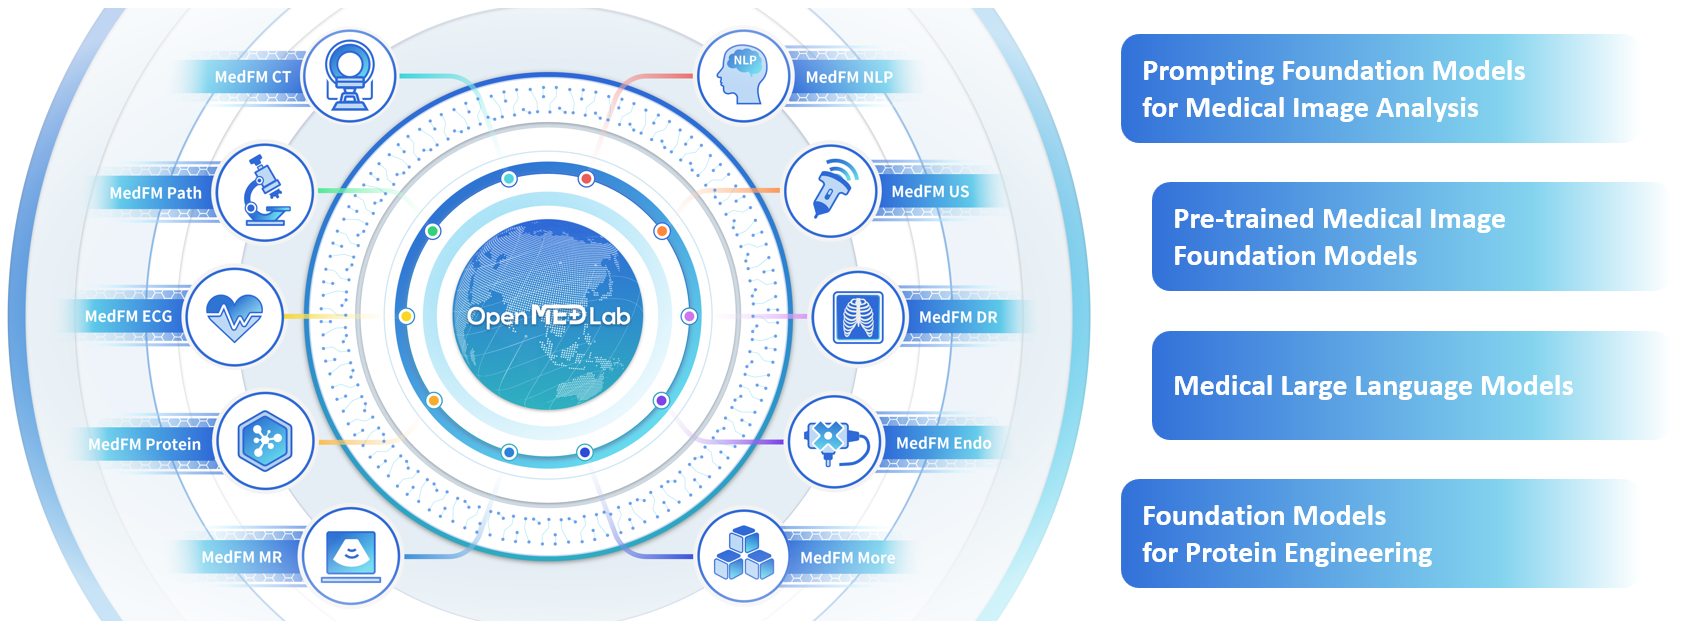 MedFM CT
MedFM Path
MedFM ECG
MedFM Protein
MedFM MR
OpenMEDLab
NLP
MedFM NLP
MedFM US
MedFM DR
MedFM Endo
MedFM More
Prompting Foundation Models
for Medical Image Analysis
Pre-trained Medical Image
Foundation Models
Medical Large Language Models
Foundation Models
for Protein Engineering